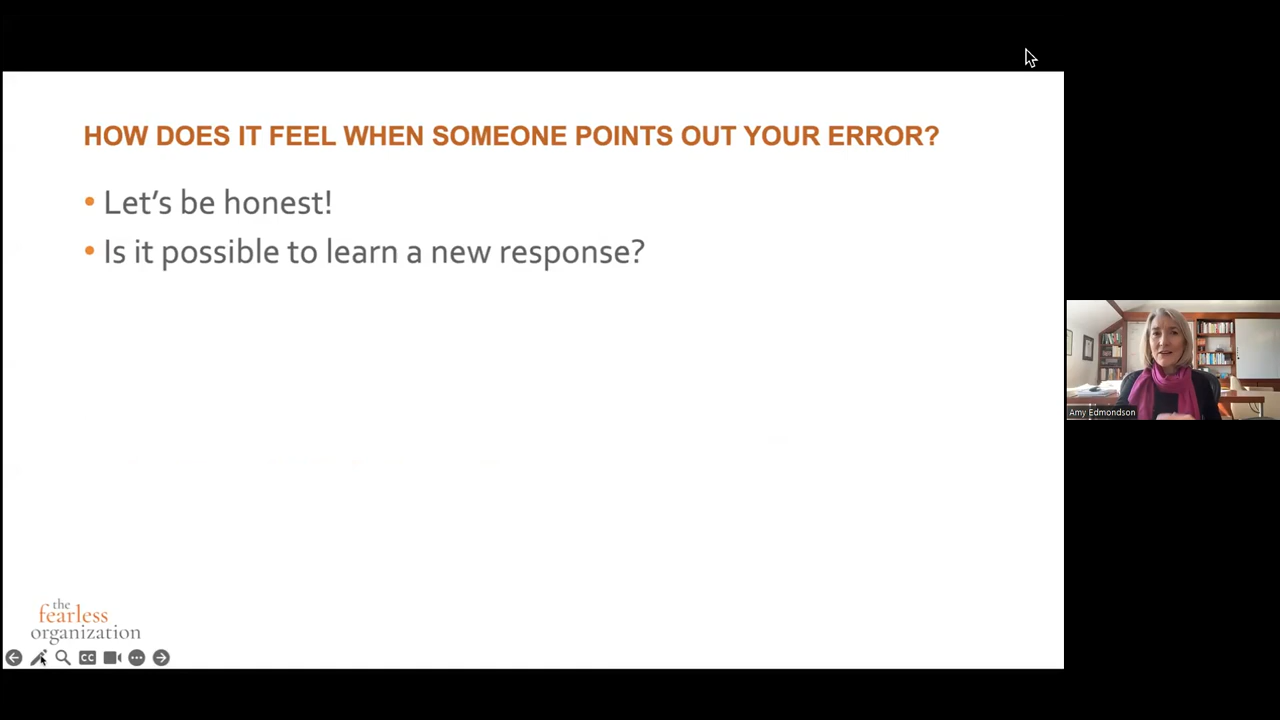 HOW DOES IT FEEL WHEN SOMEONE POINTS OUT YOUR ERROR?
• Let's be honest!
• Is it possible to learn a new response?
Amy Edmondson
the
fearless
organization
CC